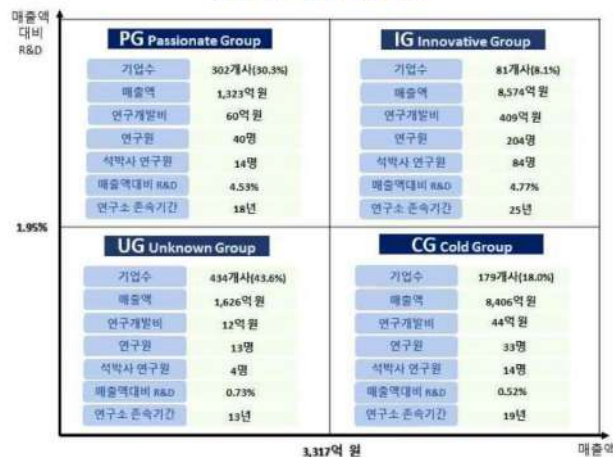 매출액
대비
R&D
PG Passionate Group
기업수 302개사(30.3%)
매출액 1,323억 원
연구개발비 60억 원
연구원 40명
석박사 연구원 14명
매출액대비 R&D 4.53%
연구소 존속기간 18년
IG Innovative Group
기업수 81개사(8.1%)
매출액 8,574억 원
연구개발비 409억 원
연구원 204명
석박사 연구원 84명
매출액대비 R&D 4.77%
연구소 존속기간 25년
1.95%
UG Unknown Group
기업수 434개사(43.6%)
매출액 1,626억 원
연구개발비 12억 원
연구원 13명
석박사 연구원 4명
매출액대비 R&D 0.73%
연구소 존속기간 13년
CG Cold Group
기업수 179개사(18.0%)
매출액 8,406억 원
연구개발비 44억 원
연구원 33명
석박사 연구원 14명
매출액대비 R&D 0.52%
연구소 존속기간 19년
3,317억 원
매출액